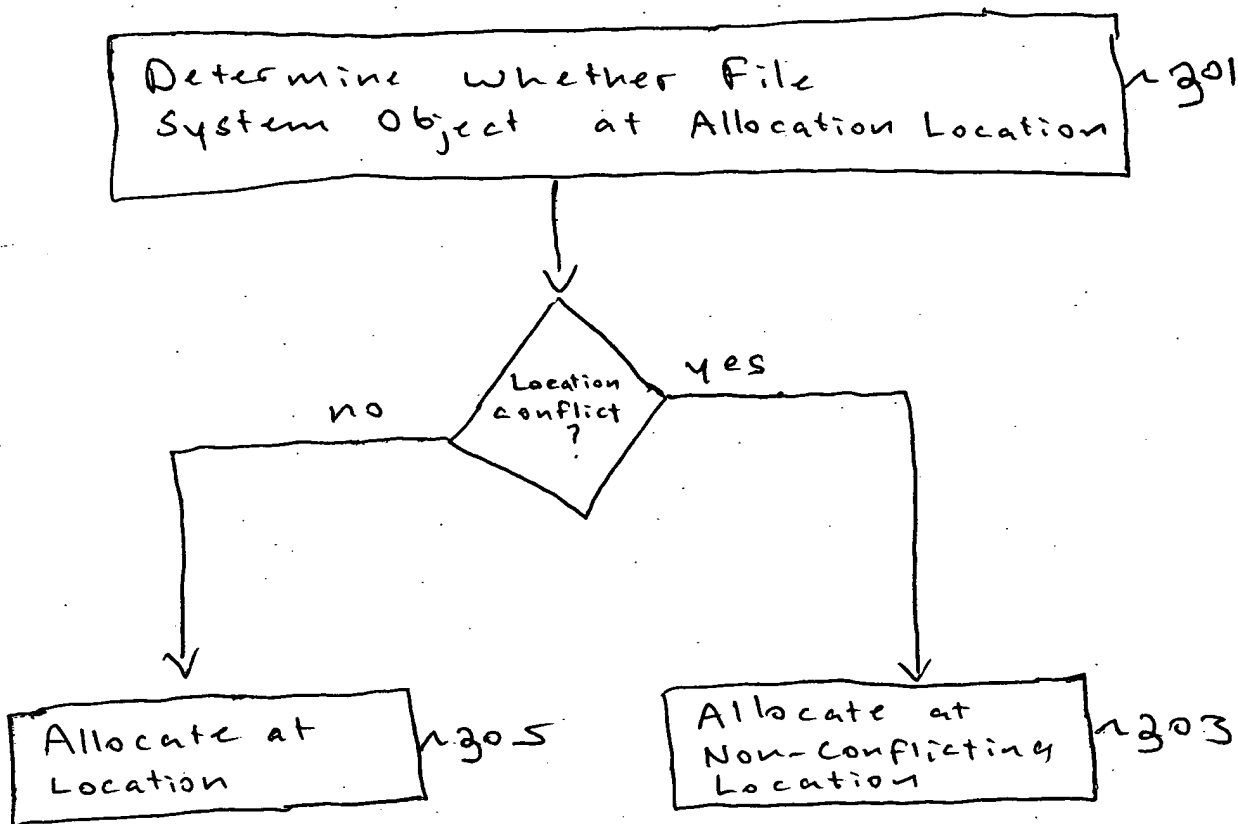 Determine whether File
System Object at Allocation Location
~301
Location
conflict
?
yes
no
Allocate at
Location
~305
Allocate at
Non-Conflicting
Location
~303